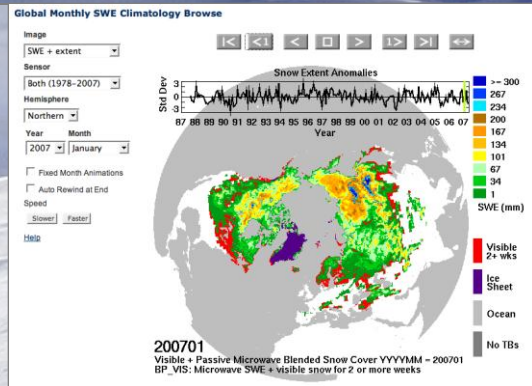 Global Monthly SWE Climatology Browse
Image
SWE + extent
Sensor
Both (1978-2007)
Hemisphere
Northern
Year Month
2007 January
Fixed Month Animations
Auto Rewind at End
Speed
Slower Faster
Help
|< <1 < > 1> >| <->
Snow Extent Anomalies
Std Dev
3
0
-3
87 88 89 90 91 92 93 94 95 96 97 98 99 00 01 02 03 04 05 06 07
Year
>= 300
267
234
200
167
134
101
67
34
1
SWE (mm)
Visible
2+ wks
Ice
Sheet
Ocean
No TBs
200701
Visible + Passive Microwave Blended Snow Cover YYYYMM - 200701
BP_VIS: Microwave SWE + visible snow for 2 or more weeks